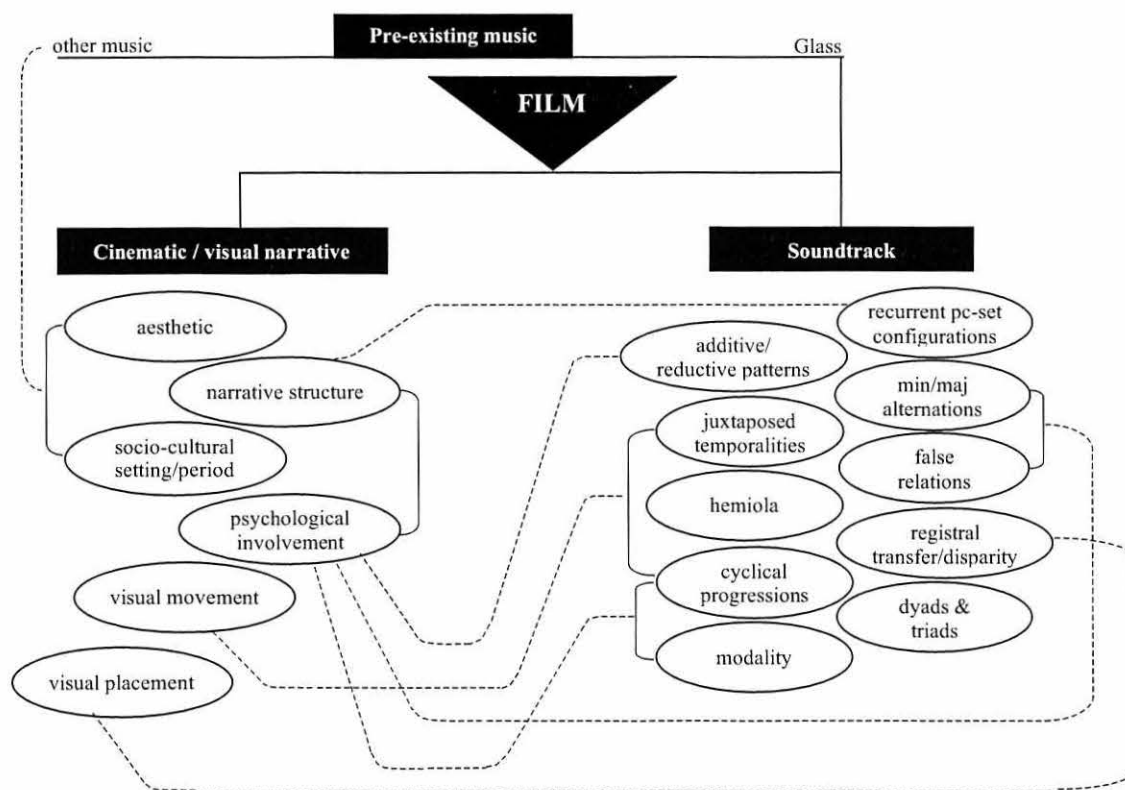 Pre-existing music
other music
Glass
FILM
Cinematic / visual narrative
Soundtrack
aesthetic
narrative structure
socio-cultural
setting/period
psychological
involvement
visual movement
visual placement
recurrent pc-set
configurations
additive/
reductive patterns
min/maj
alternations
juxtaposed
temporalities
false
relations
hemiola
registral
transfer/disparity
cyclical
progressions
dyads &
triads
modality